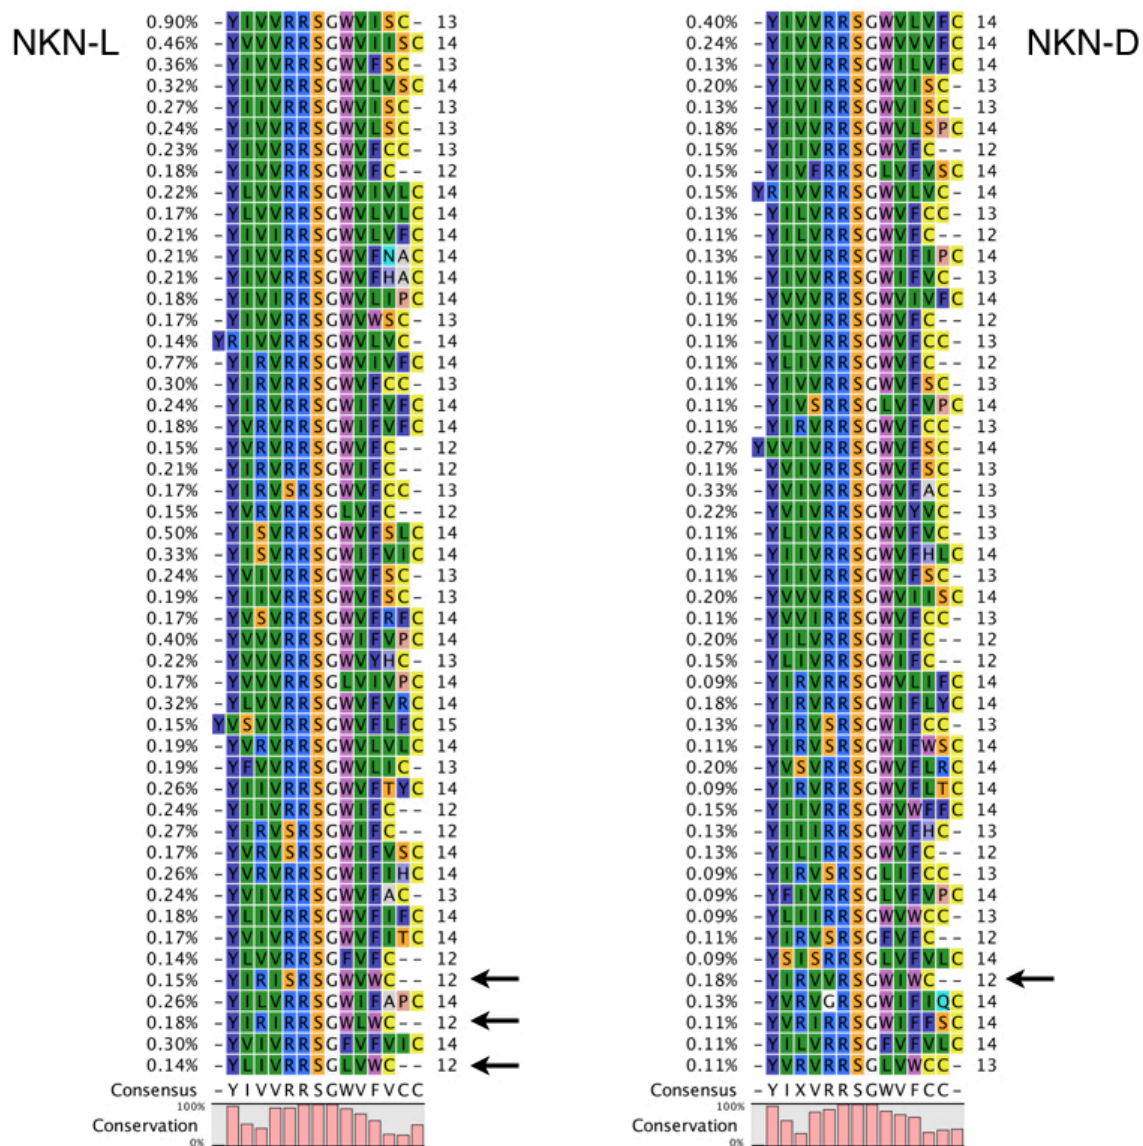 NKN-L
0.90% -YIVVRRSGWVISC- 13
0.46% -YVVVRRSGWVIISC 14
0.36% -YIVVRRSGWVFSC- 13
0.32% -YIVVRRSGWVLVSC 14
0.27% -YIVVRRSGWVISC- 13
0.24% -YIVVRRSGWVLSC- 13
0.23% -YIVVRRSGWVFCC- 13
0.18% -YIVVRRSGWVFC-- 12
0.22% -YLVVRRSGWVIVLC 14
0.17% -YLVVRRSGWVLVLC 14
0.21% -YIVIRRSGWVLVFC 14
0.21% -YIVVRRSGWVFNAC 14
0.21% -YIVVRRSGWVFHAC 14
0.18% -YIVIRRSGWVLIPC 14
0.17% -YIVVRRSGWVWSC- 13
0.14% YRIVVRRSGWVLVC- 14
0.77% -YIRVRRSGWVIVFC 14
0.30% -YIRVRRSGWVFCC- 13
0.24% -YIRVRRSGWIFVFC 14
0.18% -YVRVRRSGWIFVFC 14
0.15% -YVRVRRSGWVFC-- 12
0.21% -YIRVRRSGWIFC-- 12
0.17% -YIRVSRSGWVFCC- 13
0.15% -YVRVRRSGLVFC-- 12
0.50% -YISVRRSGWVFSLC 14
0.33% -YISVRRSGWIFVIC 14
0.24% -YVIVRRSGWVFSC- 13
0.19% -YIIVRRSGWVFSC- 13
0.17% -YVSVRRSGWVFRFC 14
0.40% -YVVVRRSGWIFVPC 14
0.22% -YVVVRRSGWVYHC- 13
0.17% -YVVVRRSGLVIVPC 14
0.32% -YLVVRRSGWVFVRC 14
0.15% YVSVVRRSGWVFLFC 15
0.19% -YVRVRRSGWVLVLC 14
0.19% -YFVVRRSGWVLIC- 13
0.26% -YIIVRRSGWVFTYC 14
0.24% -YIIVRRSGWIFC-- 12
0.27% -YIRVSRSGWIFC-- 12
0.17% -YVRVSRSGWIFVSC 14
0.26% -YVRVRRSGWIFIHC 14
0.24% -YVIVRRSGWVFAC- 13
0.18% -YLIVRRSGWVFIFC 14
0.17% -YVIVRRSGWVFITC 14
0.14% -YLVVRRSGFVFC-- 12
0.15% -YIRISRSGWVWC-- 12
0.26% -YILVRRSGWIFAPC 14
0.18% -YIRIRRSGWLWC-- 12
0.30% -YVIVRRSGFVFVIC 14
0.14% -YLIVRRSGLVWC-- 12
Consensus -YIVVRRSGWVFVCC
100%
Conservation
0%
NKN-D
0.40% -YIVVRRSGWVLVFC 14
0.24% -YIVVRRSGWVVVFC 14
0.13% -YIVVRRSGWILVFC 14
0.20% -YIVVRRSGWVISC- 13
0.13% -YIVIRRSGWVISC- 13
0.18% -YIVVRRSGWVLSPC 14
0.15% -YIVVRRSGWVFC-- 12
0.15% -YIVFRRSGLVFVSC 14
0.15% YRIVVRRSGWVLVC- 14
0.13% -YILVRRSGWVFCC- 13
0.11% -YILVRRSGWVFC-- 12
0.13% -YIVVRRSGWIFIPC 14
0.11% -YIVVRRSGWIFVC- 13
0.11% -YVVVRRSGWVIVFC 14
0.11% -YVVVRRSGWVFC-- 12
0.11% -YLIVRRSGWVFCC- 13
0.11% -YLIVRRSGWVFC-- 12
0.11% -YIVVRRSGWVFSC- 13
0.11% -YIVSRRSGLVFVPC 14
0.11% -YIRVRRSGWVFCC- 13
0.27% YVVIVRRSGWVFSC- 14
0.11% -YVIVRRSGWVFSC- 13
0.33% -YVIVRRSGWVFAC- 13
0.22% -YVIVRRSGWVYVC- 13
0.11% -YLIVRRSGWVFVC- 13
0.11% -YIIVRRSGWVFHLC 14
0.11% -YIIVRRSGWVFSC- 13
0.20% -YVVVRRSGWVIISC 14
0.11% -YVVVRRSGWVFCC- 13
0.20% -YILVRRSGWIFC-- 12
0.15% -YLIVRRSGWIFC-- 12
0.09% -YIRVRRSGWVLIFC 14
0.18% -YIRVRRSGWIFLYC 14
0.13% -YIRVSRSGWIFCC- 13
0.11% -YIRVSRSGWIFWSC 14
0.20% -YVSVRRSGWVFLRC 14
0.09% -YIRVRRSGWVFLTC 14
0.15% -YIIVRRSGWVWFFC 14
0.13% -YIIIRRSGWVFHC- 13
0.13% -YILIRRSGWVFC-- 12
0.09% -YIRVSRSGLIFCC- 13
0.09% -YFIVRRSGLVFVPC 14
0.09% -YLIIRRSGWVWCC- 13
0.11% -YIRVSRSGFVFC-- 12
0.09% -YSISRRSGLVFVLC 14
0.18% -YIRVVRSGWIWC-- 12
0.13% -YVRVGRSGWIFIQC 14
0.11% -YVRIRRSGWIFFSC 14
0.11% -YILVRRSGFVFVLC 14
0.11% -YVRVRRSGLVWCC- 13
Consensus -YIXVRRSGWVFCC-
100%
Conservation
0%